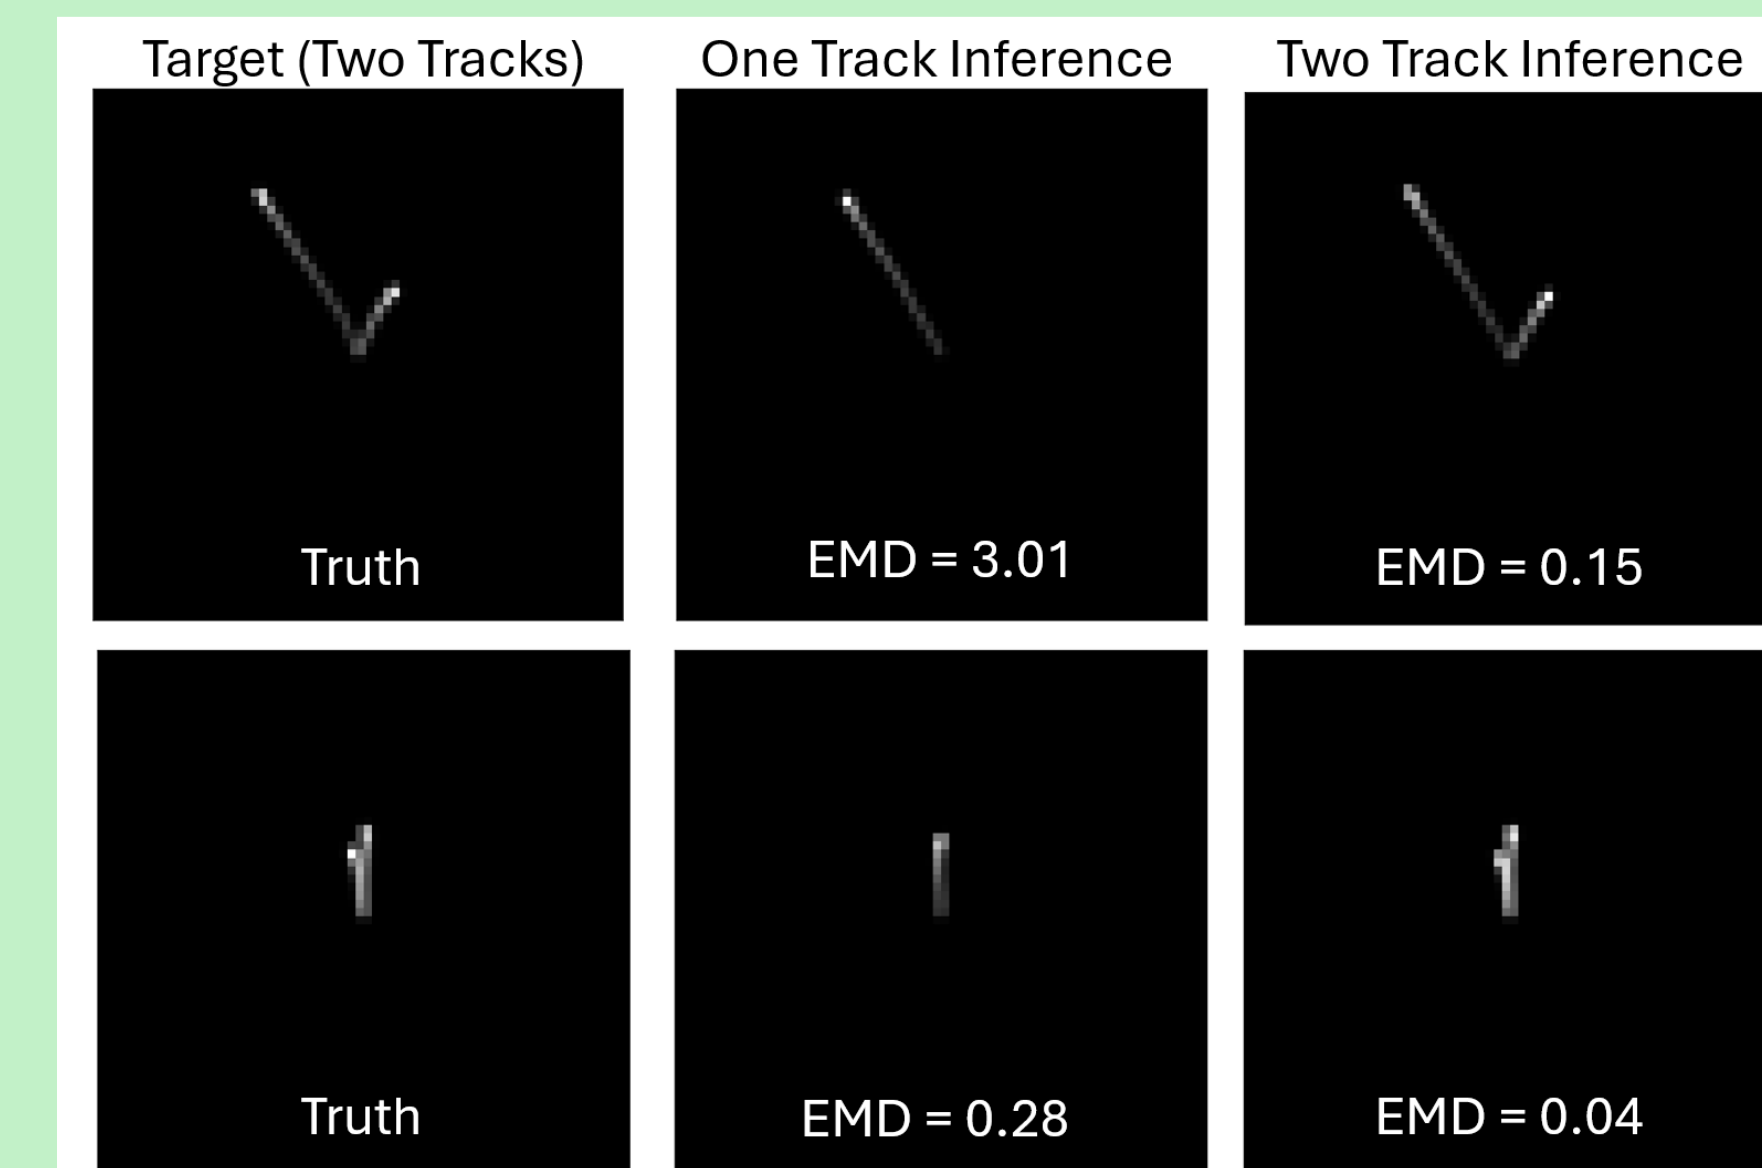 Target (Two Tracks)
One Track Inference
Two Track Inference
Truth
EMD = 3.01
EMD = 0.15
Truth
EMD = 0.28
EMD = 0.04